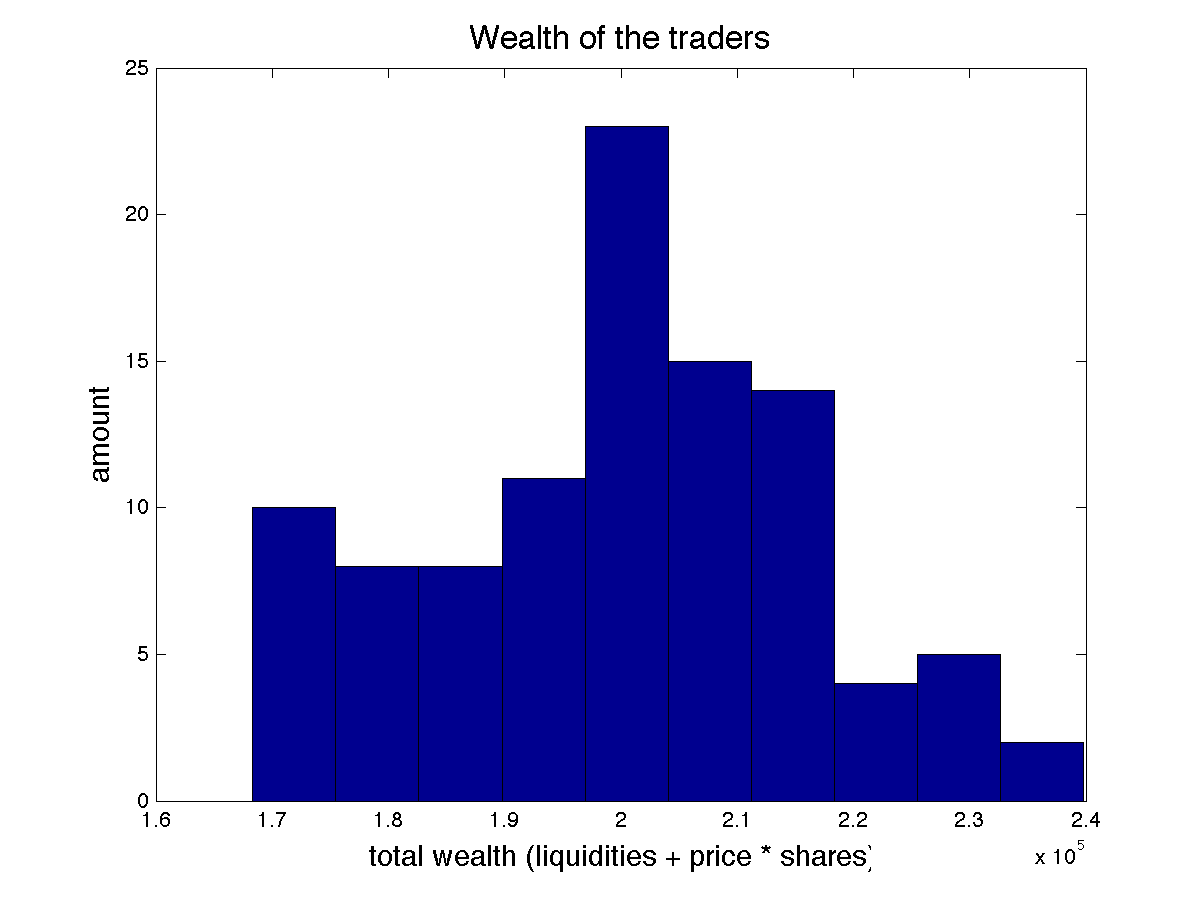 Wealth of the traders
25
20
15
10
5
0
amount
1.6 1.7 1.8 1.9 2 2.1 2.2 2.3 2.4
x 10^5
total wealth (liquidities + price * shares)